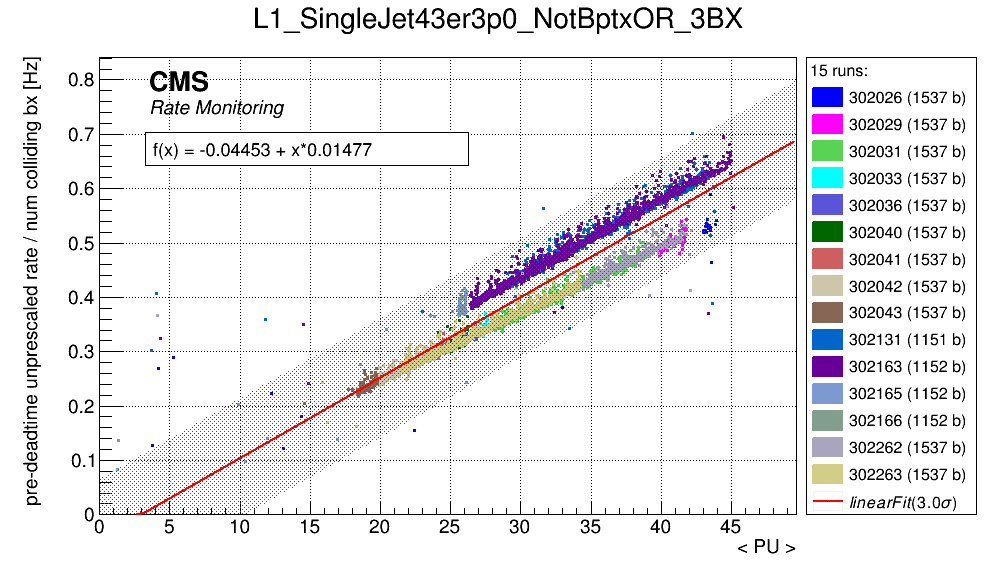 L1_SingleJet43er3p0_NotBptxOR_3BX
pre-deadtime unprescaled rate / num colliding bx [Hz]
CMS
Rate Monitoring
f(x) = -0.04453 + x*0.01477
0.8
0.7
0.6
0.5
0.4
0.3
0.2
0.1
0
0 5 10 15 20 25 30 35 40 45
< PU >
15 runs:
302026 (1537 b)
302029 (1537 b)
302031 (1537 b)
302033 (1537 b)
302036 (1537 b)
302040 (1537 b)
302041 (1537 b)
302042 (1537 b)
302043 (1537 b)
302131 (1151 b)
302163 (1152 b)
302165 (1152 b)
302166 (1152 b)
302262 (1537 b)
302263 (1537 b)
linearFit(3.0σ)